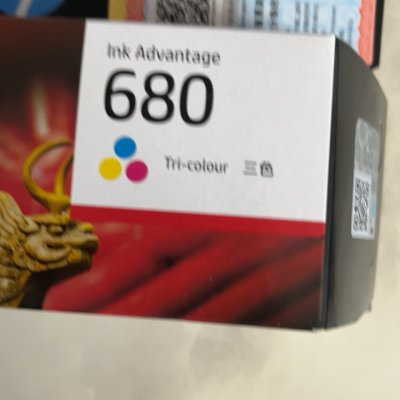 Ink Advantage
680
Tri-colour 三色